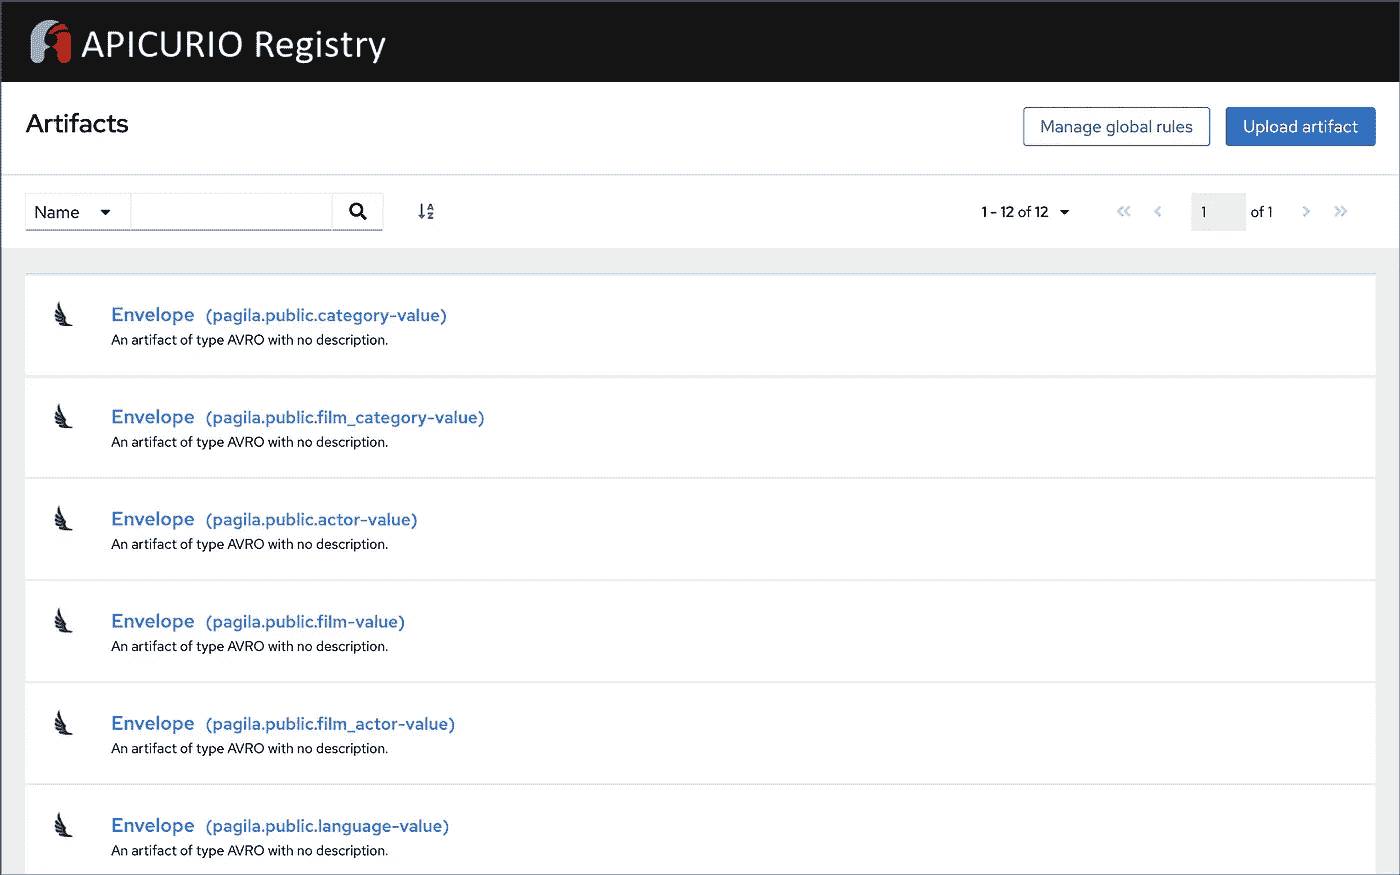 APICURIO Registry
Artifacts
Manage global rules
Upload artifact
Name
A
Z
1 - 12 of 12
1
of 1
Envelope (pagila.public.category-value)
An artifact of type AVRO with no description.
Envelope (pagila.public.film_category-value)
An artifact of type AVRO with no description.
Envelope (pagila.public.actor-value)
An artifact of type AVRO with no description.
Envelope (pagila.public.film-value)
An artifact of type AVRO with no description.
Envelope (pagila.public.film_actor-value)
An artifact of type AVRO with no description.
Envelope (pagila.public.language-value)
An artifact of type AVRO with no description.